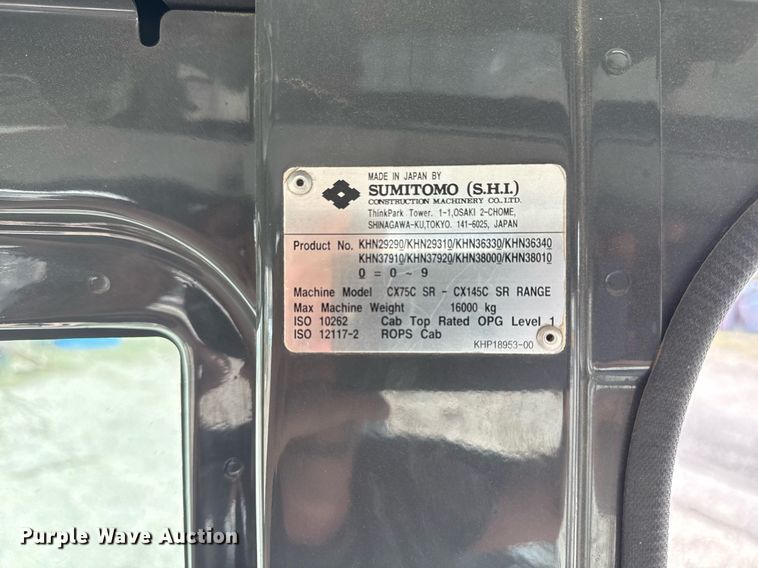 MADE IN JAPAN BY
SUMITOMO (S.H.I.)
CONSTRUCTION MACHINERY CO.,LTD.
ThinkPark Tower. 1-1,OSAKI 2-CHOME,
SHINAGAWA-KU,TOKYO. 141-6025, JAPAN
Product No. KHN29290/KHN29310/KHN36330/KHN36340
KHN37910/KHN37920/KHN38000/KHN38010
0 = 0 ~ 9
Machine Model CX75C SR - CX145C SR RANGE
Max Machine Weight 16000 kg
ISO 10262 Cab Top Rated OPG Level 1
ISO 12117-2 ROPS Cab
KHP18953-00
Purple Wave Auction